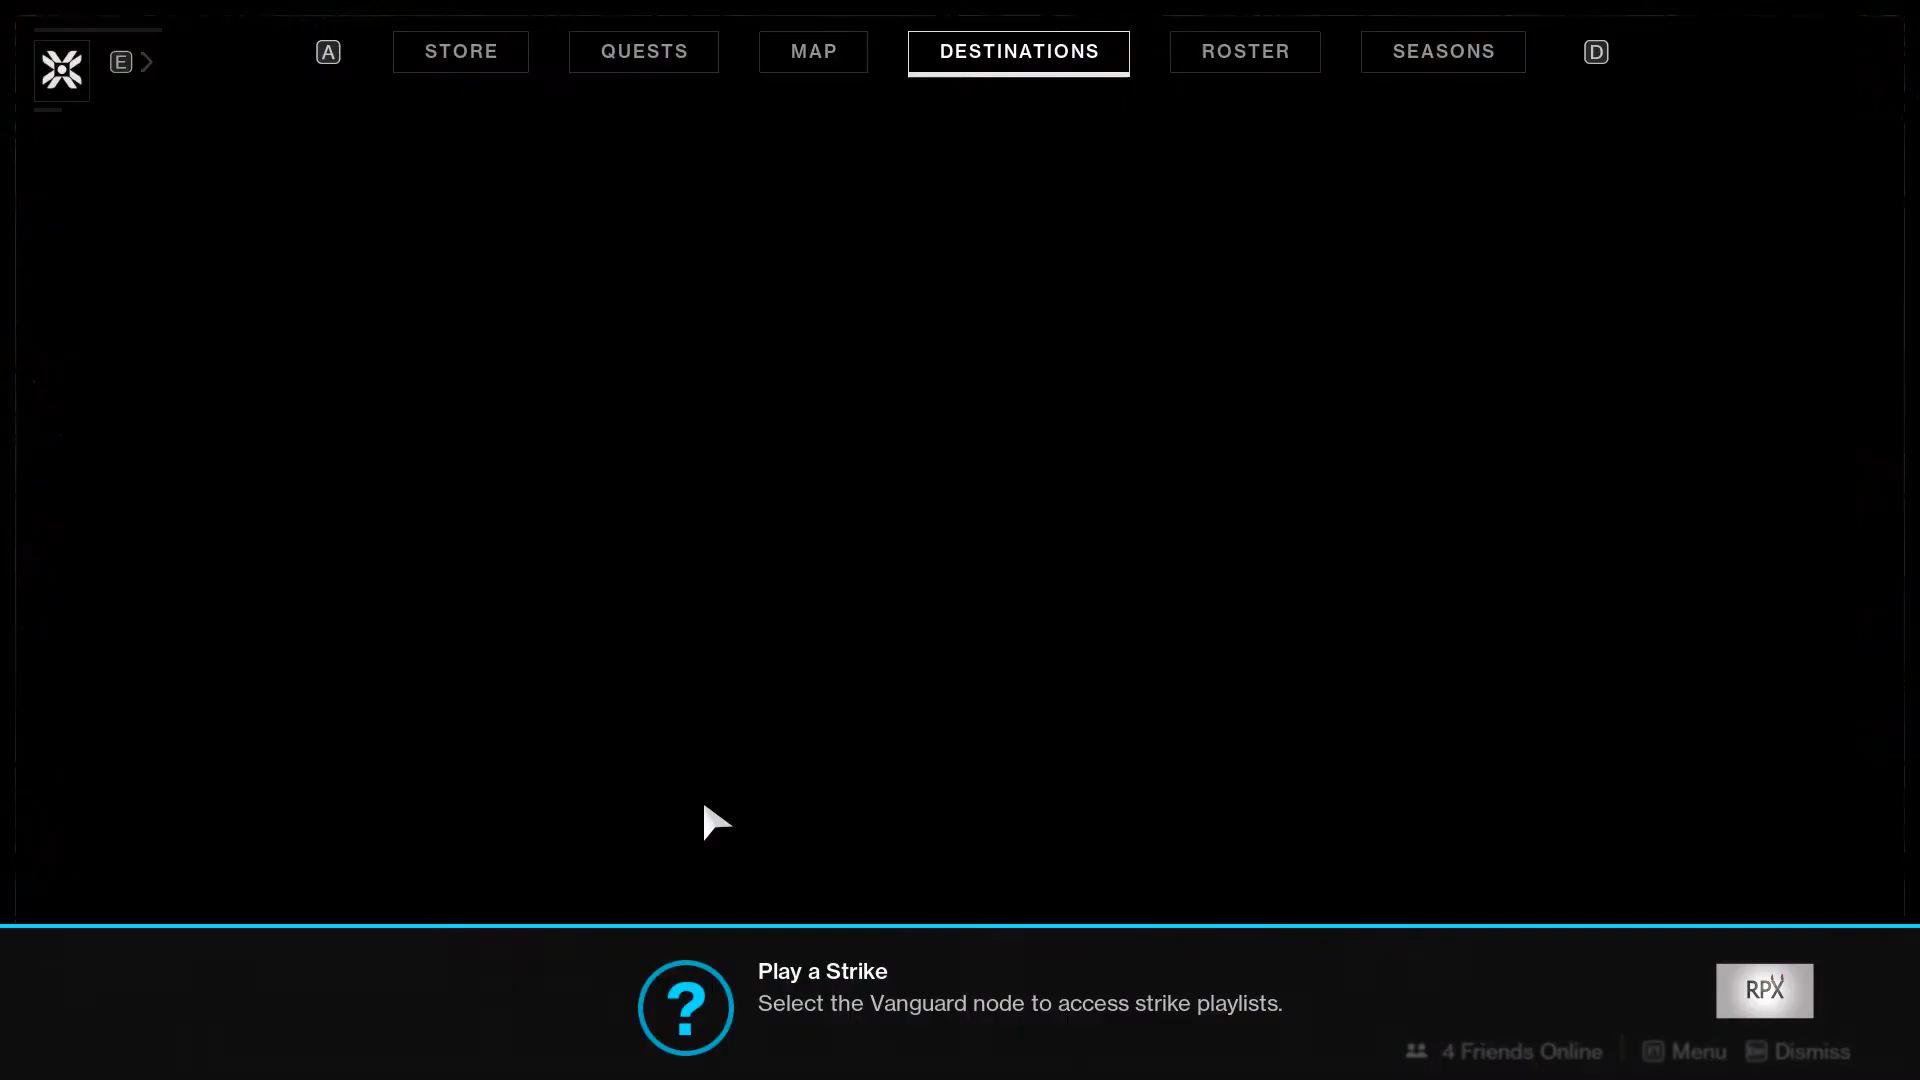 E
A
STORE
QUESTS
MAP
DESTINATIONS
ROSTER
SEASONS
D
?
Play a Strike
Select the Vanguard node to access strike playlists.
RPX
4 Friends Online
Menu
Dismiss